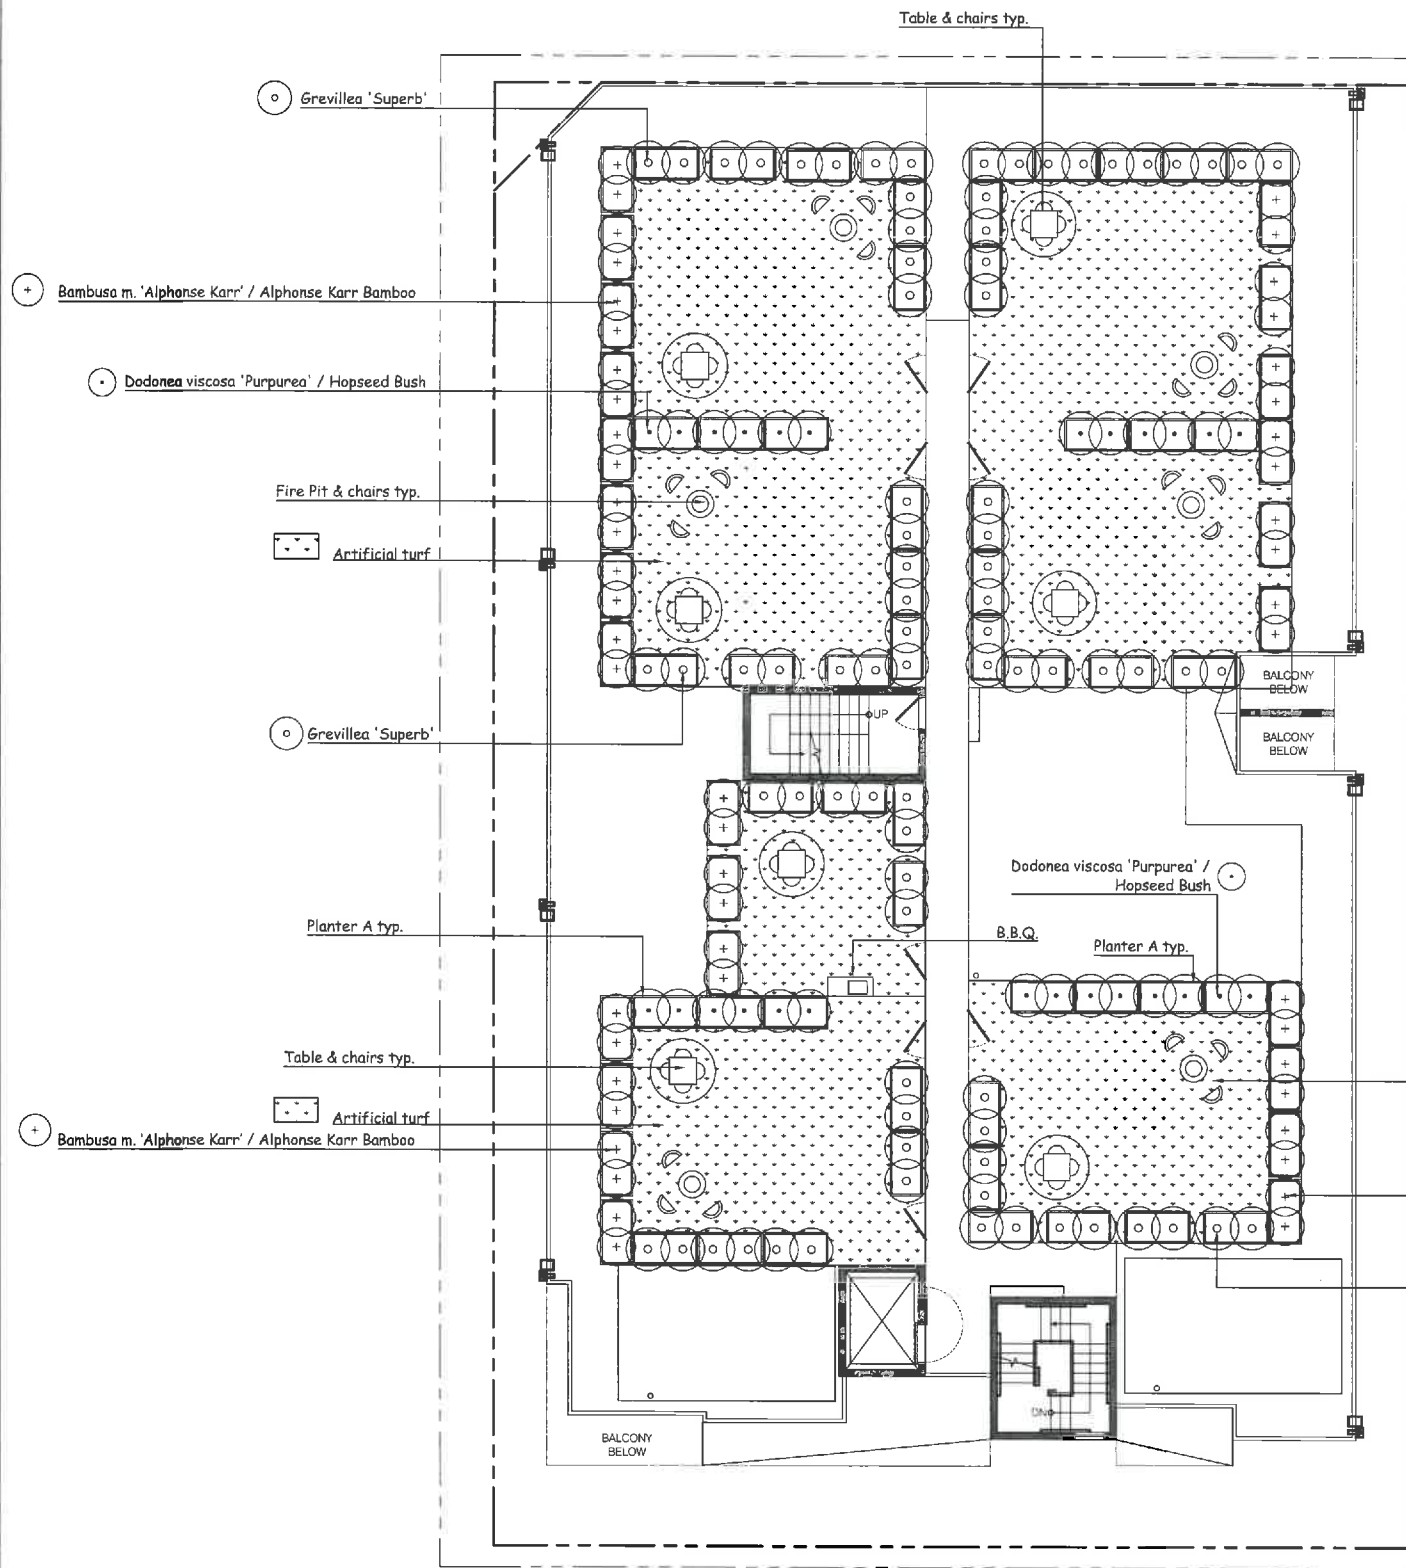 Table & chairs typ.
Grevillea 'Superb'
Bambusa m. 'Alphonse Karr' / Alphonse Karr Bamboo
Dodonea viscosa 'Purpurea' / Hopseed Bush
Fire Pit & chairs typ.
Artificial turf
BALCONY
BELOW
UP
Grevillea 'Superb'
BALCONY
BELOW
Dodonea viscosa 'Purpurea' /
Hopseed Bush
Planter A typ.
B.B.Q.
Planter A typ.
Table & chairs typ.
Artificial turf
Bambusa m. 'Alphonse Karr' / Alphonse Karr Bamboo
DN
BALCONY
BELOW